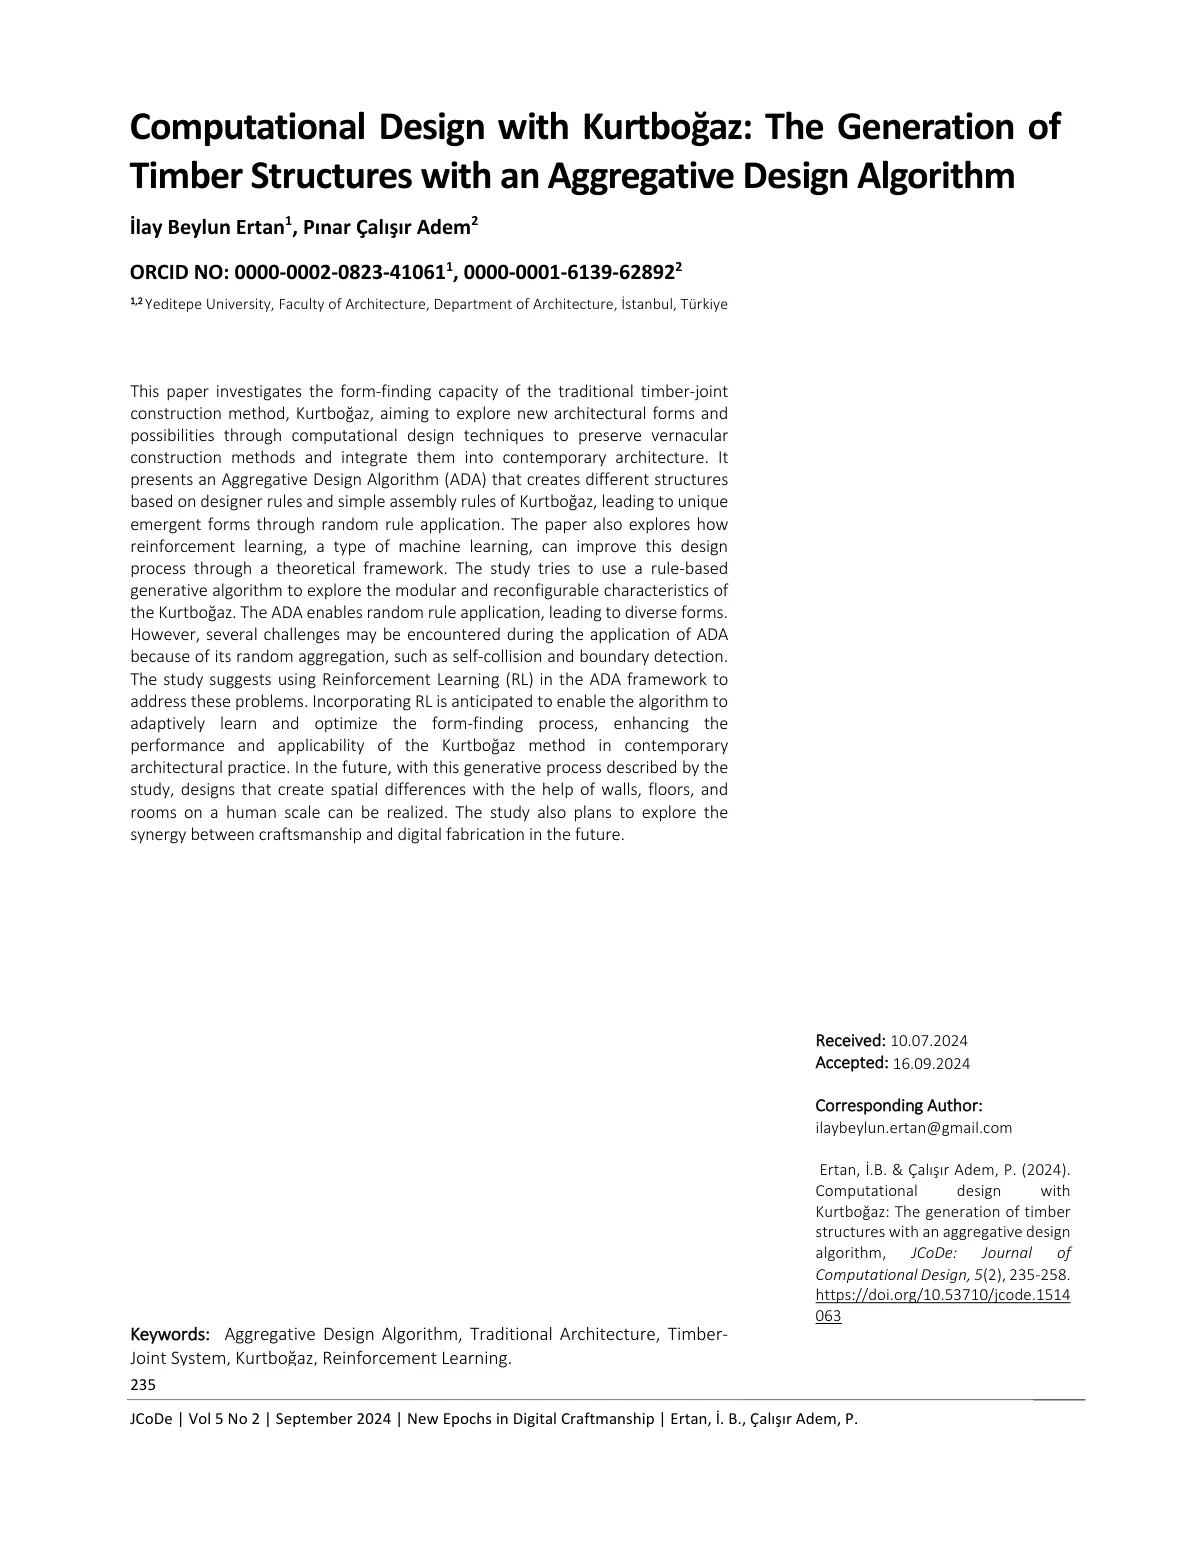 Computational Design with Kurtboğaz: The Generation of
Timber Structures with an Aggregative Design Algorithm
İlay Beylun Ertan1, Pınar Çalışır Adem2
ORCID NO: 0000-0002-0823-41061¹, 0000-0001-6139-62892²
1,2 Yeditepe University, Faculty of Architecture, Department of Architecture, İstanbul, Türkiye
This paper investigates the form-finding capacity of the traditional timber-joint
construction method, Kurtboğaz, aiming to explore new architectural forms and
possibilities through computational design techniques to preserve vernacular
construction methods and integrate them into contemporary architecture. It
presents an Aggregative Design Algorithm (ADA) that creates different structures
based on designer rules and simple assembly rules of Kurtboğaz, leading to unique
emergent forms through random rule application. The paper also explores how
reinforcement learning, a type of machine learning, can improve this design
process through a theoretical framework. The study tries to use a rule-based
generative algorithm to explore the modular and reconfigurable characteristics of
the Kurtboğaz. The ADA enables random rule application, leading to diverse forms.
However, several challenges may be encountered during the application of ADA
because of its random aggregation, such as self-collision and boundary detection.
The study suggests using Reinforcement Learning (RL) in the ADA framework to
address these problems. Incorporating RL is anticipated to enable the algorithm to
adaptively learn and optimize the form-finding process, enhancing the
performance and applicability of the Kurtboğaz method in contemporary
architectural practice. In the future, with this generative process described by the
study, designs that create spatial differences with the help of walls, floors, and
rooms on a human scale can be realized. The study also plans to explore the
synergy between craftsmanship and digital fabrication in the future.
Received: 10.07.2024
Accepted: 16.09.2024
Corresponding Author:
ilaybeylun.ertan@gmail.com
Ertan, İ.B. & Çalışır Adem, P. (2024).
Computational design with
Kurtboğaz: The generation of timber
structures with an aggregative design
algorithm, JCoDe: Journal of
Computational Design, 5(2), 235-258.
https://doi.org/10.53710/jcode.1514
063
Keywords: Aggregative Design Algorithm, Traditional Architecture, Timber-
Joint System, Kurtboğaz, Reinforcement Learning.
235
JCoDe | Vol 5 No 2 | September 2024 | New Epochs in Digital Craftmanship | Ertan, İ. B., Çalışır Adem, P.